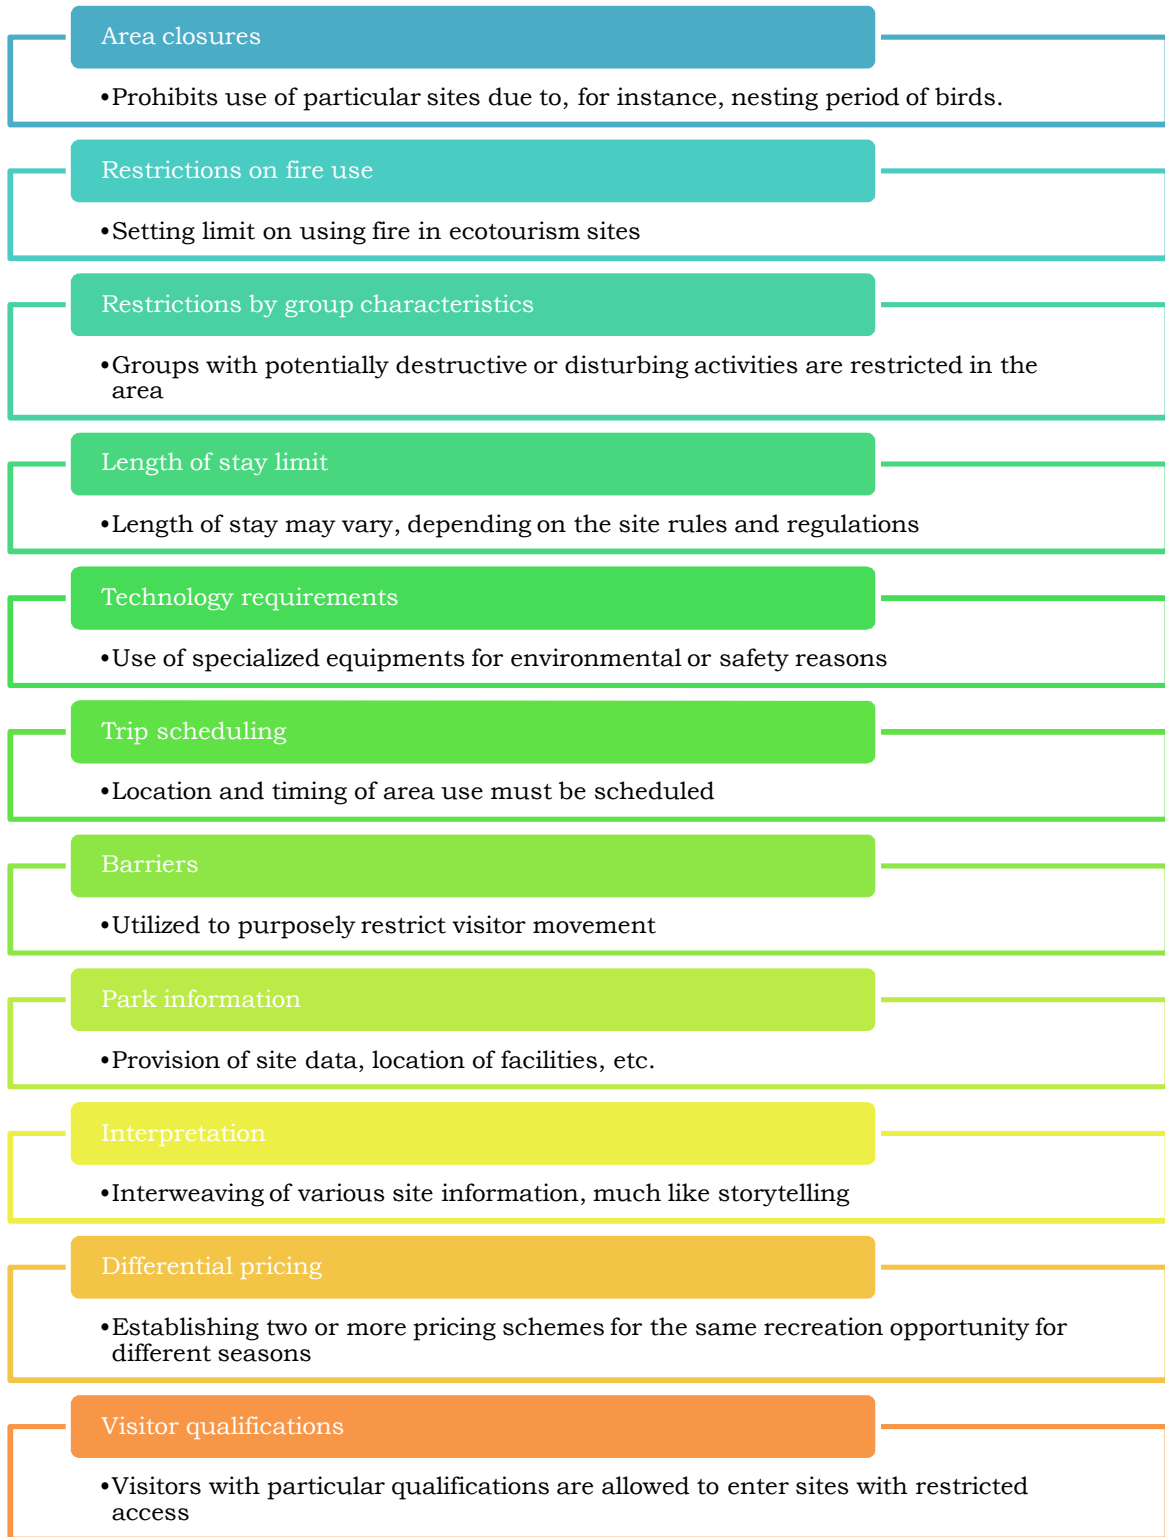 Area closures
•Prohibits use of particular sites due to, for instance, nesting period of birds.
Restrictions on fire use
•Setting limit on using fire in ecotourism sites
Restrictions by group characteristics
•Groups with potentially destructive or disturbing activities are restricted in the
area
Length of stay limit
•Length of stay may vary, depending on the site rules and regulations
Technology requirements
•Use of specialized equipments for environmental or safety reasons
Trip scheduling
•Location and timing of area use must be scheduled
Barriers
•Utilized to purposely restrict visitor movement
Park information
•Provision of site data, location of facilities, etc.
Interpretation
•Interweaving of various site information, much like storytelling
Differential pricing
•Establishing two or more pricing schemes for the same recreation opportunity for
different seasons
Visitor qualifications
•Visitors with particular qualifications are allowed to enter sites with restricted
access